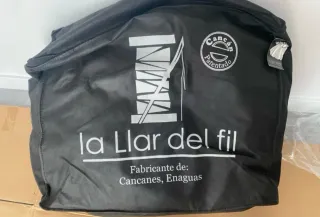 Cancán
Patentado
la Llar del fil
Fabricante de:
Cancanes, Enaguas